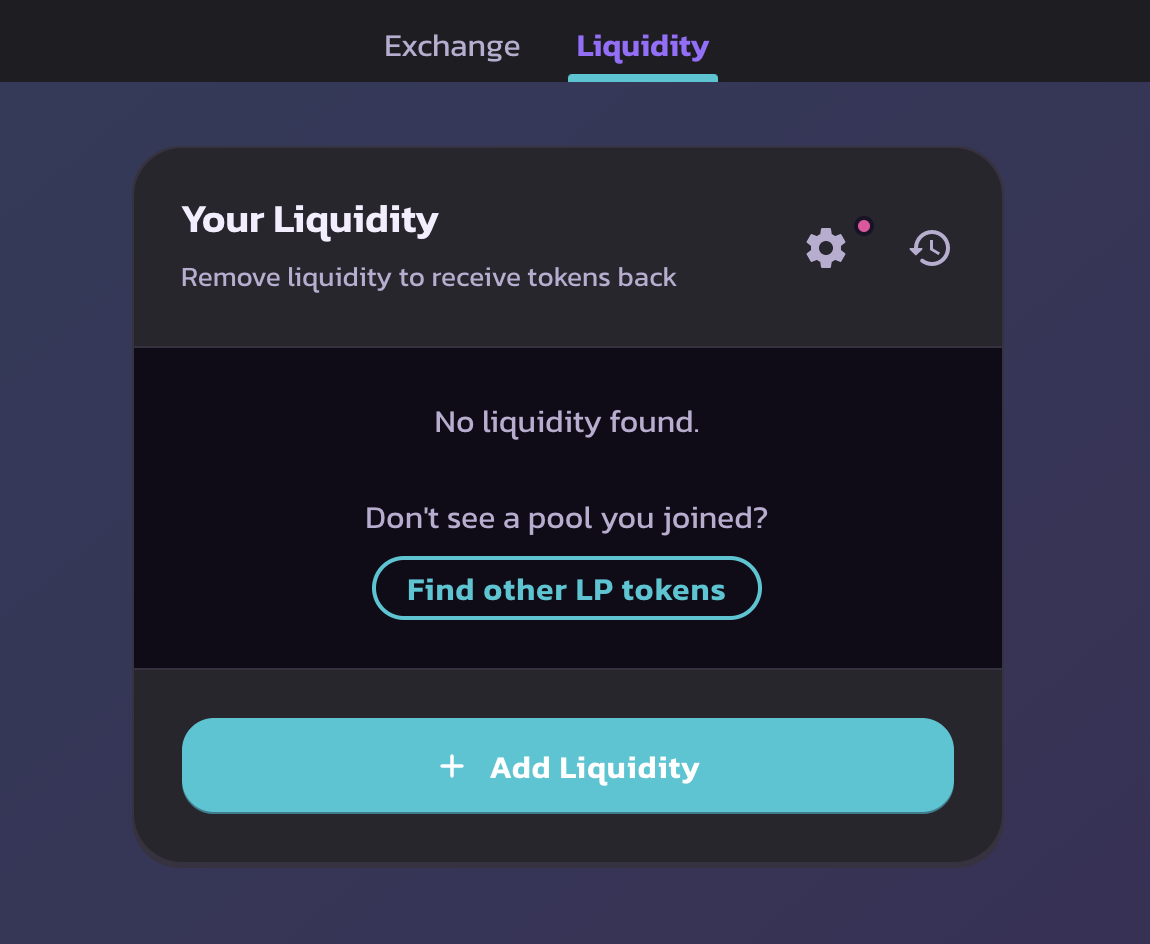 Exchange
Liquidity
Your Liquidity
Remove liquidity to receive tokens back
No liquidity found.
Don't see a pool you joined?
Find other LP tokens
+ Add Liquidity